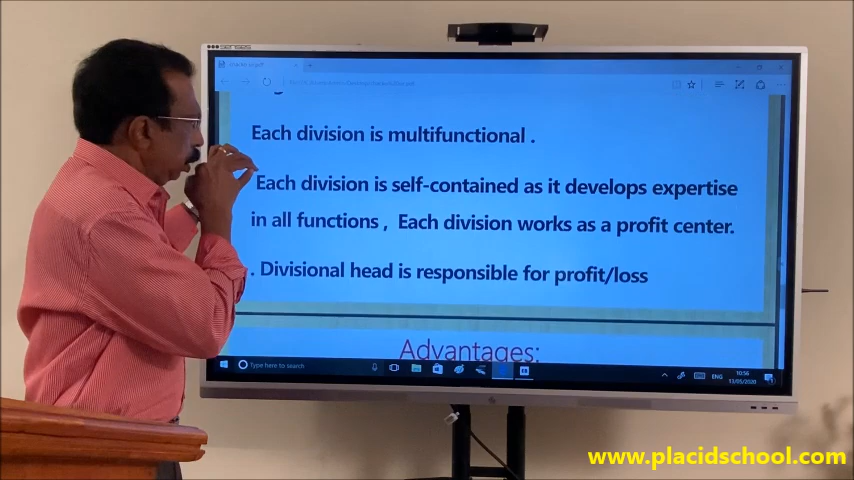 Each division is multifunctional .
Each division is self-contained as it develops expertise
in all functions , Each division works as a profit center.
. Divisional head is responsible for profit/loss
Advantages:
Type here to search
ENG
10:56
13/05/2020
www.placidschool.com